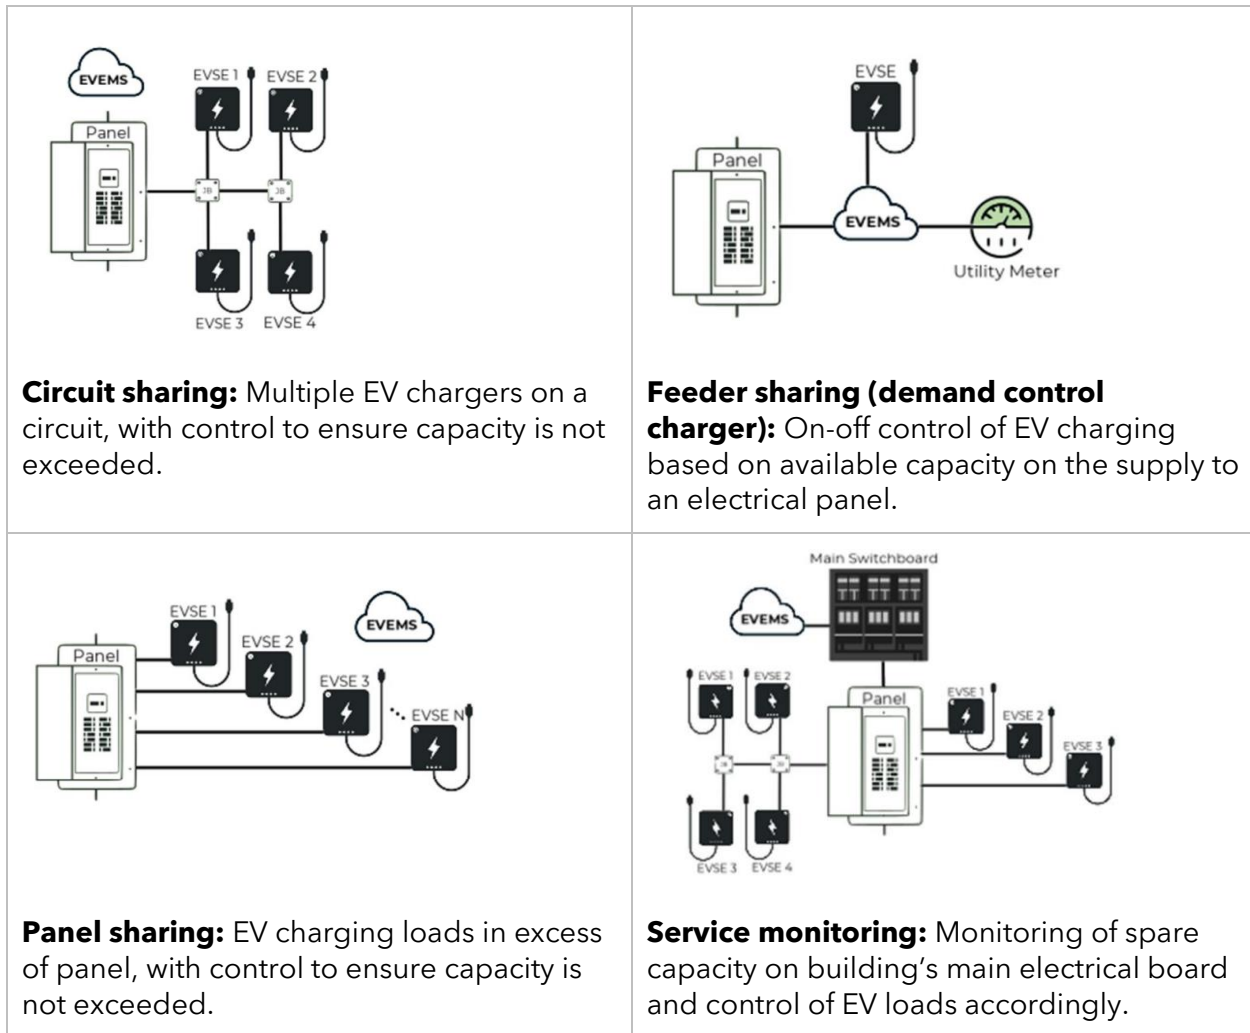 EVEMS
EVSE 1 EVSE 2
Panel
JB JB
EVSE 3 EVSE 4
Circuit sharing: Multiple EV chargers on a
circuit, with control to ensure capacity is not
exceeded.
EVSE
Panel
EVEMS
Utility Meter
Feeder sharing (demand control
charger): On-off control of EV charging
based on available capacity on the supply to
an electrical panel.
EVSE 1
EVEMS
EVSE 2
Panel
EVSE 3
EVSE N
Panel sharing: EV charging loads in excess
of panel, with control to ensure capacity is
not exceeded.
Main Switchboard
EVEMS
EVSE 1 EVSE 2
Panel
EVSE 1
EVSE 2
EVSE 3
JB JB
EVSE 3 EVSE 4
Service monitoring: Monitoring of spare
capacity on building's main electrical board
and control of EV loads accordingly.